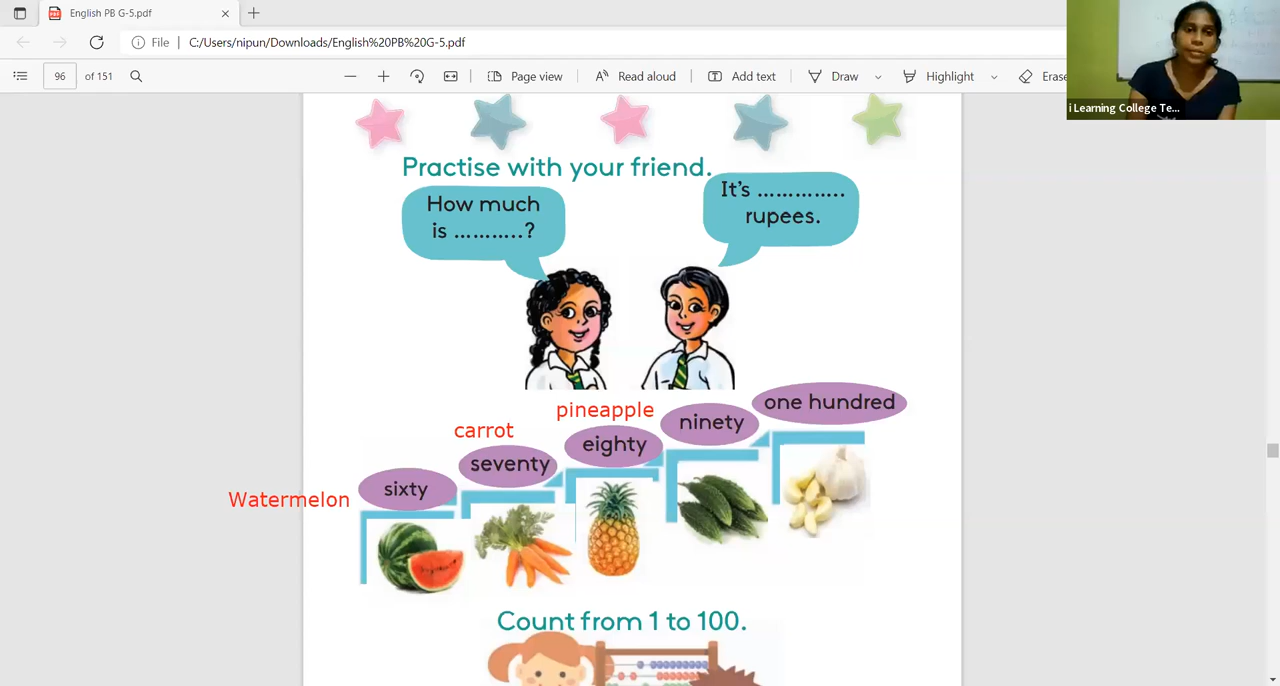 English PB G-5.pdf
File
C:/Users/nipun/Downloads/English%20PB%20G-5.pdf
96
of 151
Page view
Read aloud
Add text
Draw
Highlight
Erase
i Learning College Te...
Practise with your friend.
How much
is ...........?
It's ..............
rupees.
pineapple
one hundred
carrot
ninety
eighty
seventy
Watermelon
sixty
Count from 1 to 100.